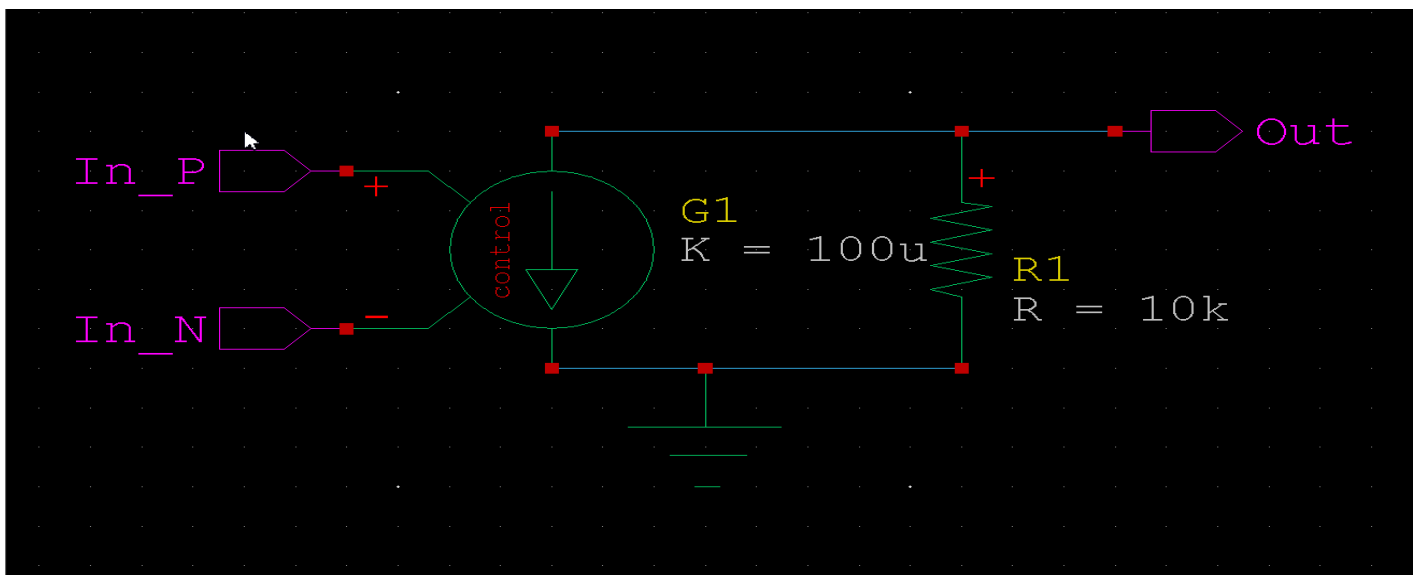 In_P
+
control
G1
K = 100u
+
R1
R = 10k
Out
In_N
−